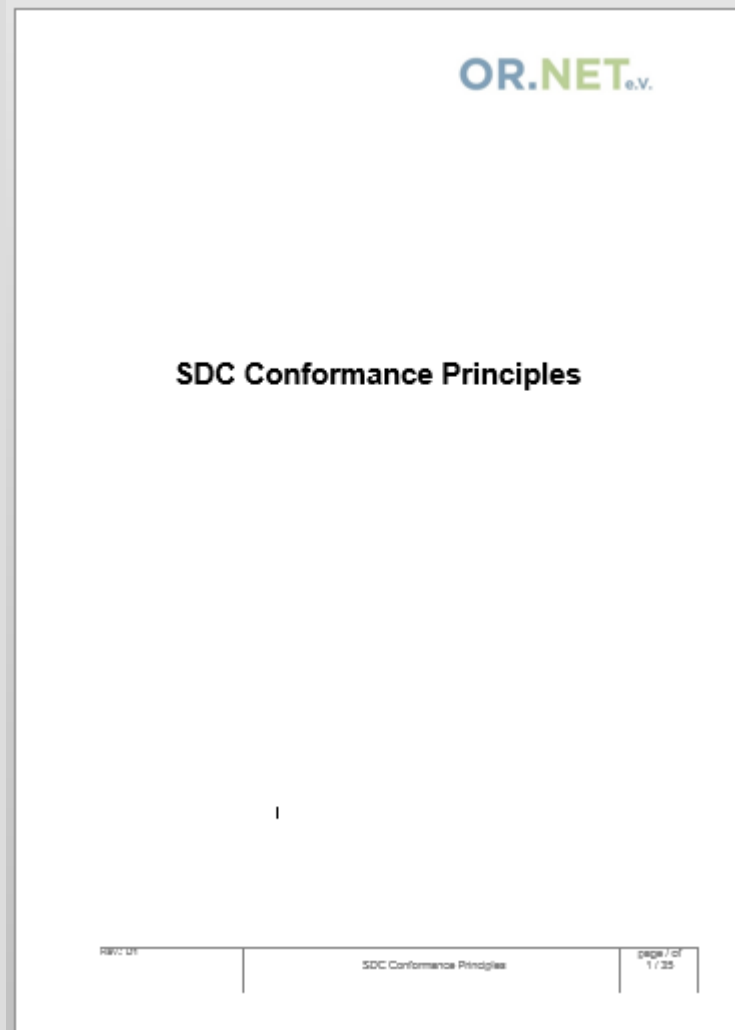 OR.NET e.V.
SDC Conformance Principles
SDC Conformance Principles
page / of
1 / 35